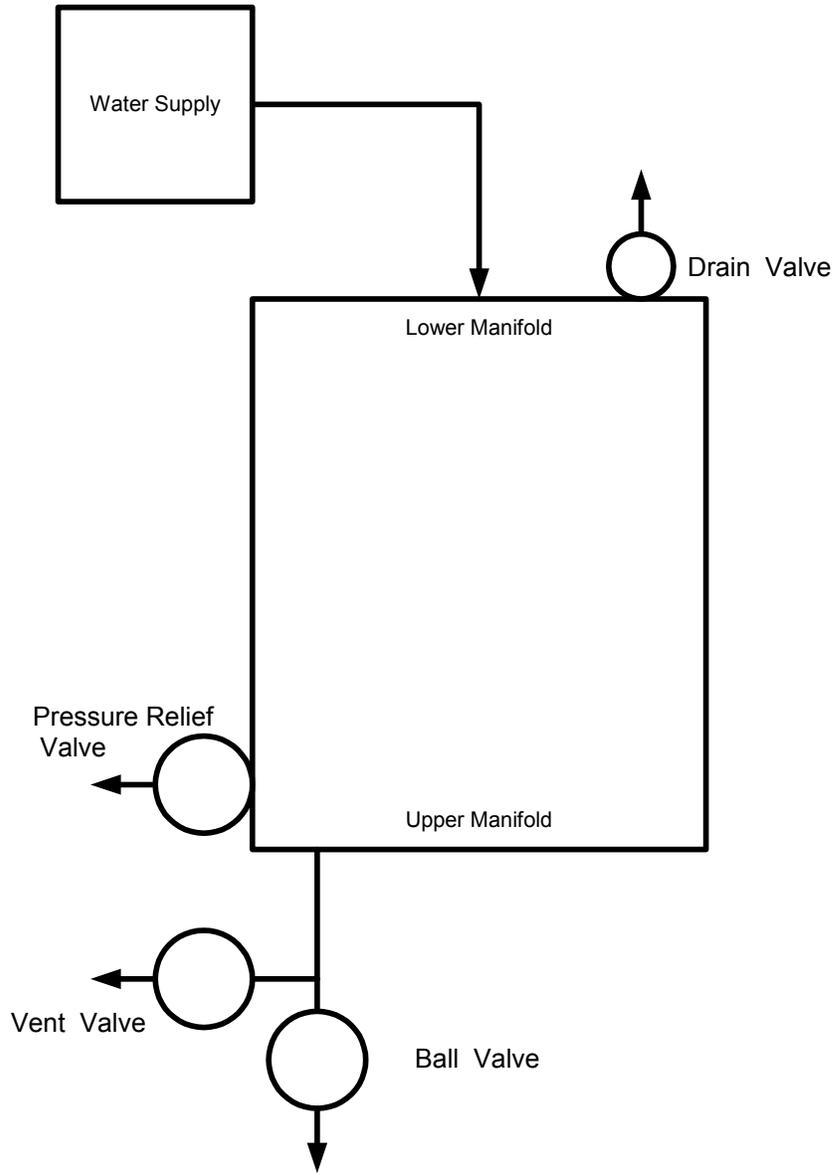 Water Supply
Drain Valve
Lower Manifold
Pressure Relief
Valve
Upper Manifold
Vent Valve
Ball Valve